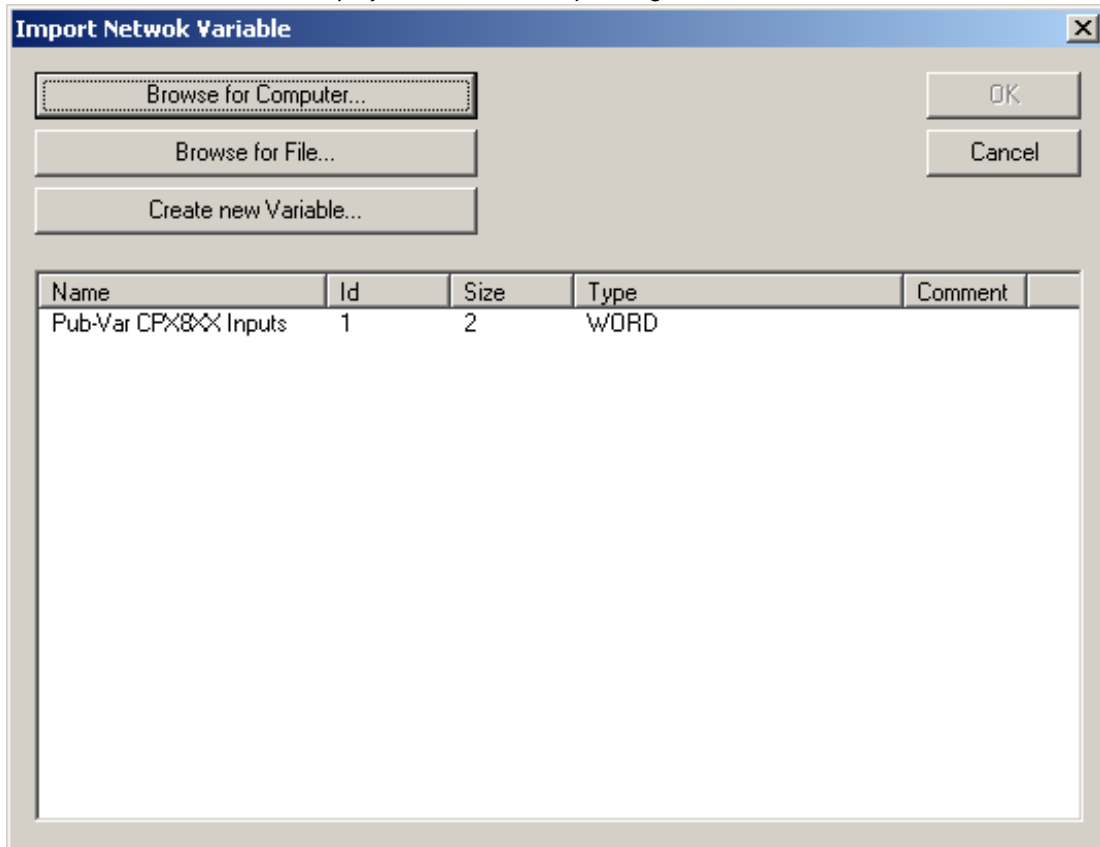 Import Netwok Variable
Browse for Computer...
OK
Browse for File...
Cancel
Create new Variable...
Name Id Size Type Comment
Pub-Var CPX8XX Inputs 1 2 WORD